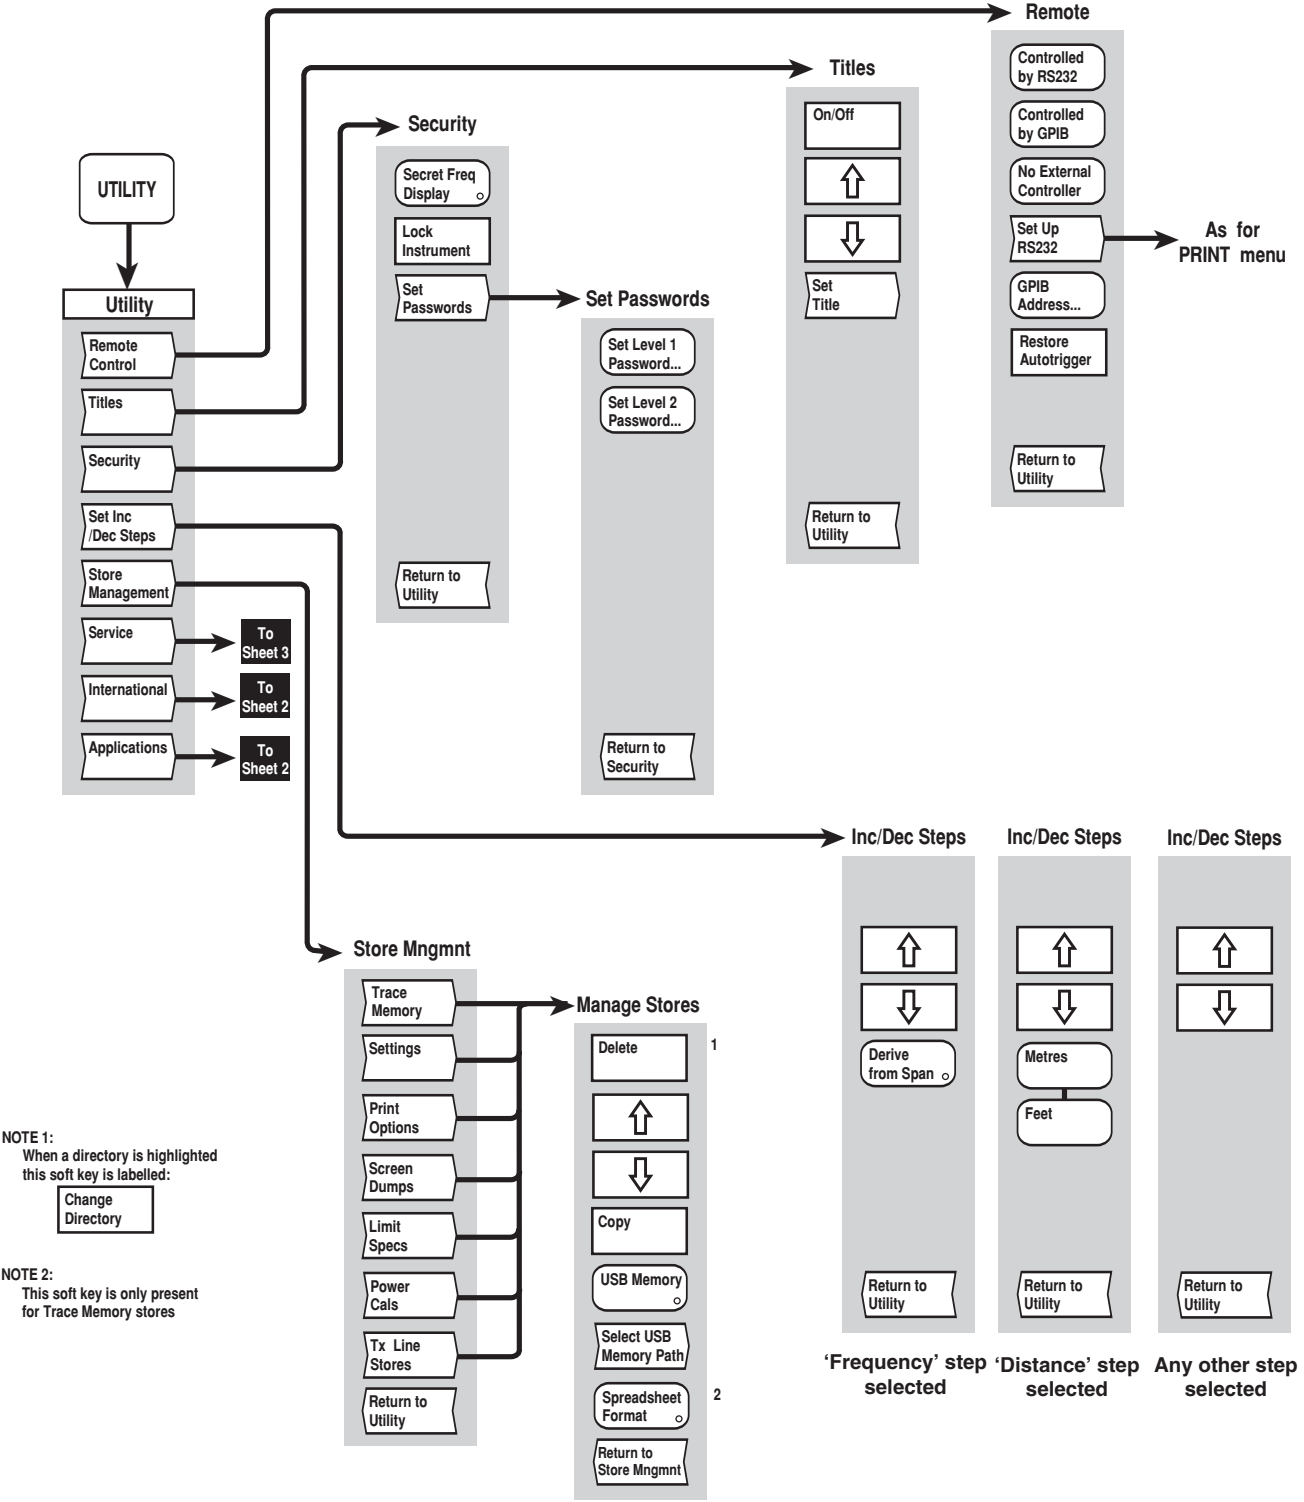 Remote
Controlled
by RS232
Controlled
by GPIB
No External
Controller
Set Up
RS232
As for
PRINT menu
GPIB
Address...
Restore
Autotrigger
Return to
Utility
Titles
On/Off
Set
Title
Return to
Utility
Security
Secret Freq
Display
Lock
Instrument
Set
Passwords
Return to
Utility
Set Passwords
Set Level 1
Password...
Set Level 2
Password...
Return to
Security
UTILITY
Utility
Remote
Control
Titles
Security
Set Inc
/Dec Steps
Store
Management
Service
To
Sheet 3
International
To
Sheet 2
Applications
To
Sheet 2
Inc/Dec Steps
Derive
from Span
Return to
Utility
'Frequency' step
selected
Inc/Dec Steps
Metres
Feet
Return to
Utility
'Distance' step
selected
Inc/Dec Steps
Return to
Utility
Any other step
selected
Store Mngmnt
Trace
Memory
Settings
Print
Options
Screen
Dumps
Limit
Specs
Power
Cals
Tx Line
Stores
Return to
Utility
Manage Stores
Delete
1
Copy
USB Memory
Select USB
Memory Path
Spreadsheet
Format
2
Return to
Store Mngmnt
NOTE 1:
When a directory is highlighted
this soft key is labelled:
Change
Directory
NOTE 2:
This soft key is only present
for Trace Memory stores